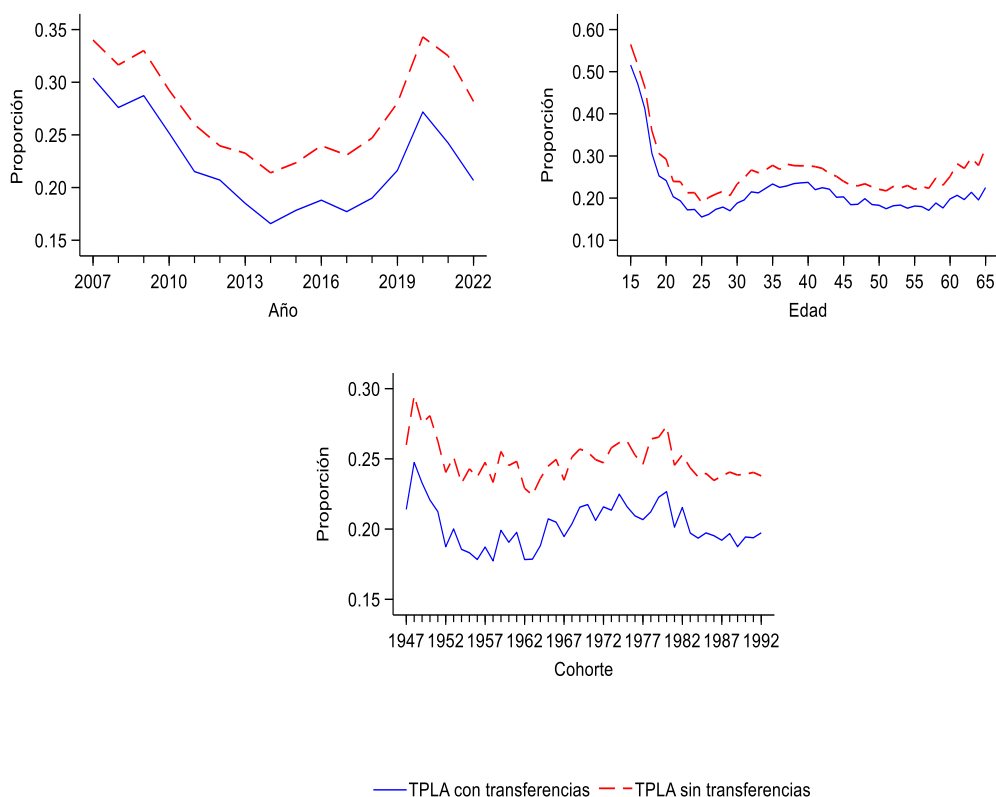 Proporción
0.35
0.30
0.25
0.20
0.15
2007 2010 2013 2016 2019 2022
Año
Proporción
0.60
0.50
0.40
0.30
0.20
0.10
15 20 25 30 35 40 45 50 55 60 65
Edad
Proporción
0.30
0.25
0.20
0.15
1947 1952 1957 1962 1967 1972 1977 1982 1987 1992
Cohorte
TPLA con transferencias TPLA sin transferencias